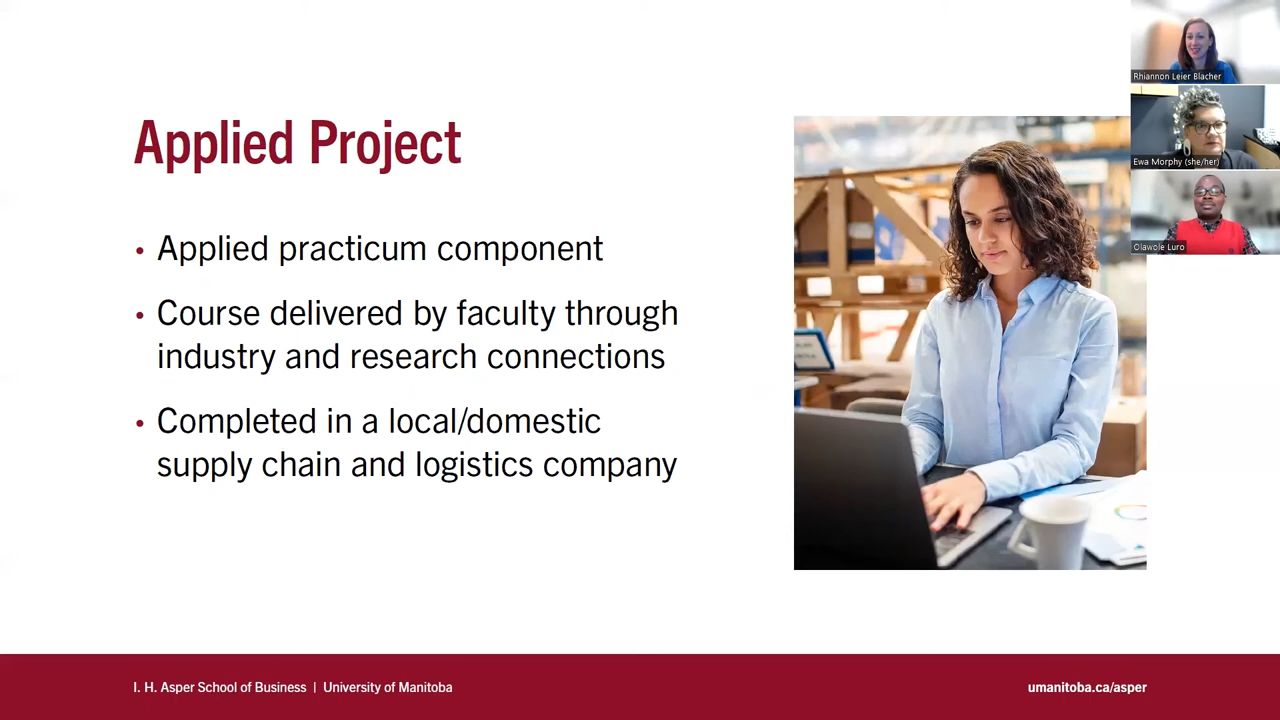 Applied Project
• Applied practicum component
• Course delivered by faculty through
industry and research connections
• Completed in a local/domestic
supply chain and logistics company
Rhiannon Leier Blacher
Ewa Morphy (she/her)
Olawole Luro
I. H. Asper School of Business | University of Manitoba
umanitoba.ca/asper